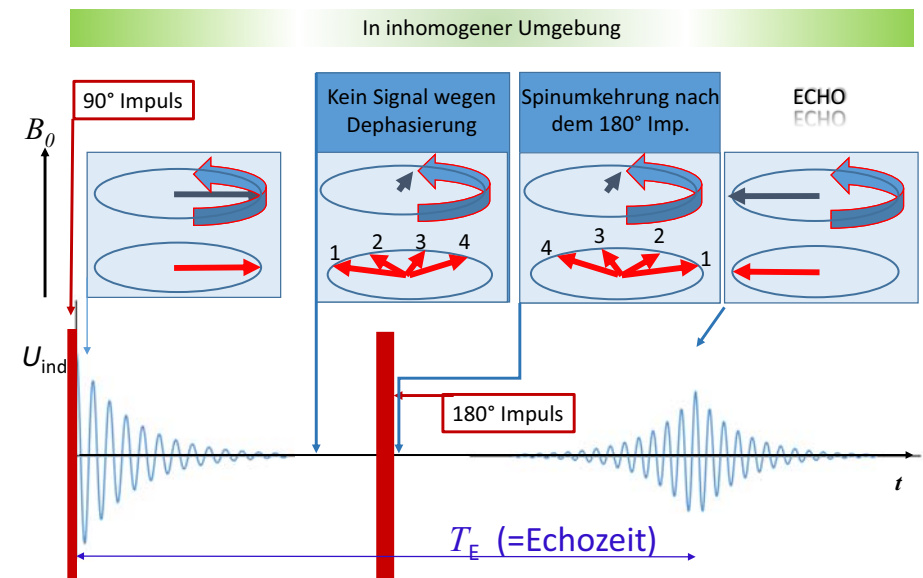 In inhomogener Umgebung
90° Impuls
Kein Signal wegen
Dephasierung
Spinumkehrung nach
dem 180° Imp.
ECHO
B0
1 2 3 4
4 3 2 1
Uind
180° Impuls
t
TE (=Echozeit)